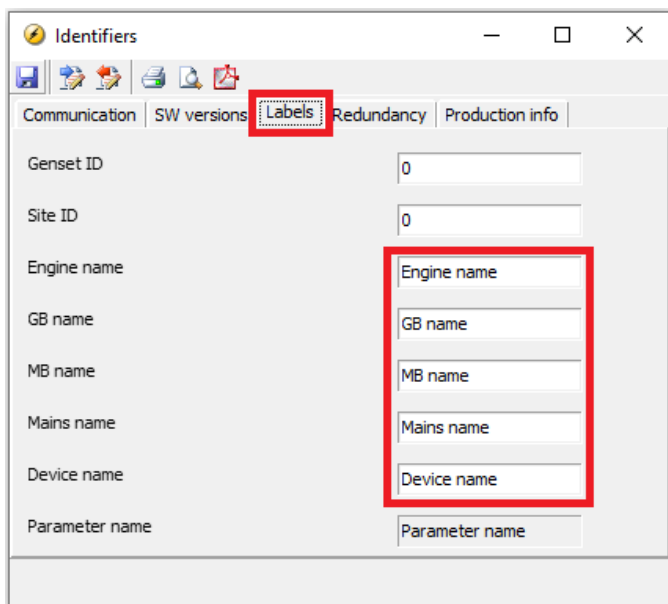 Identifiers
Communication SW versions Labels Redundancy Production info
Genset ID 0
Site ID 0
Engine name Engine name
GB name GB name
MB name MB name
Mains name Mains name
Device name Device name
Parameter name Parameter name